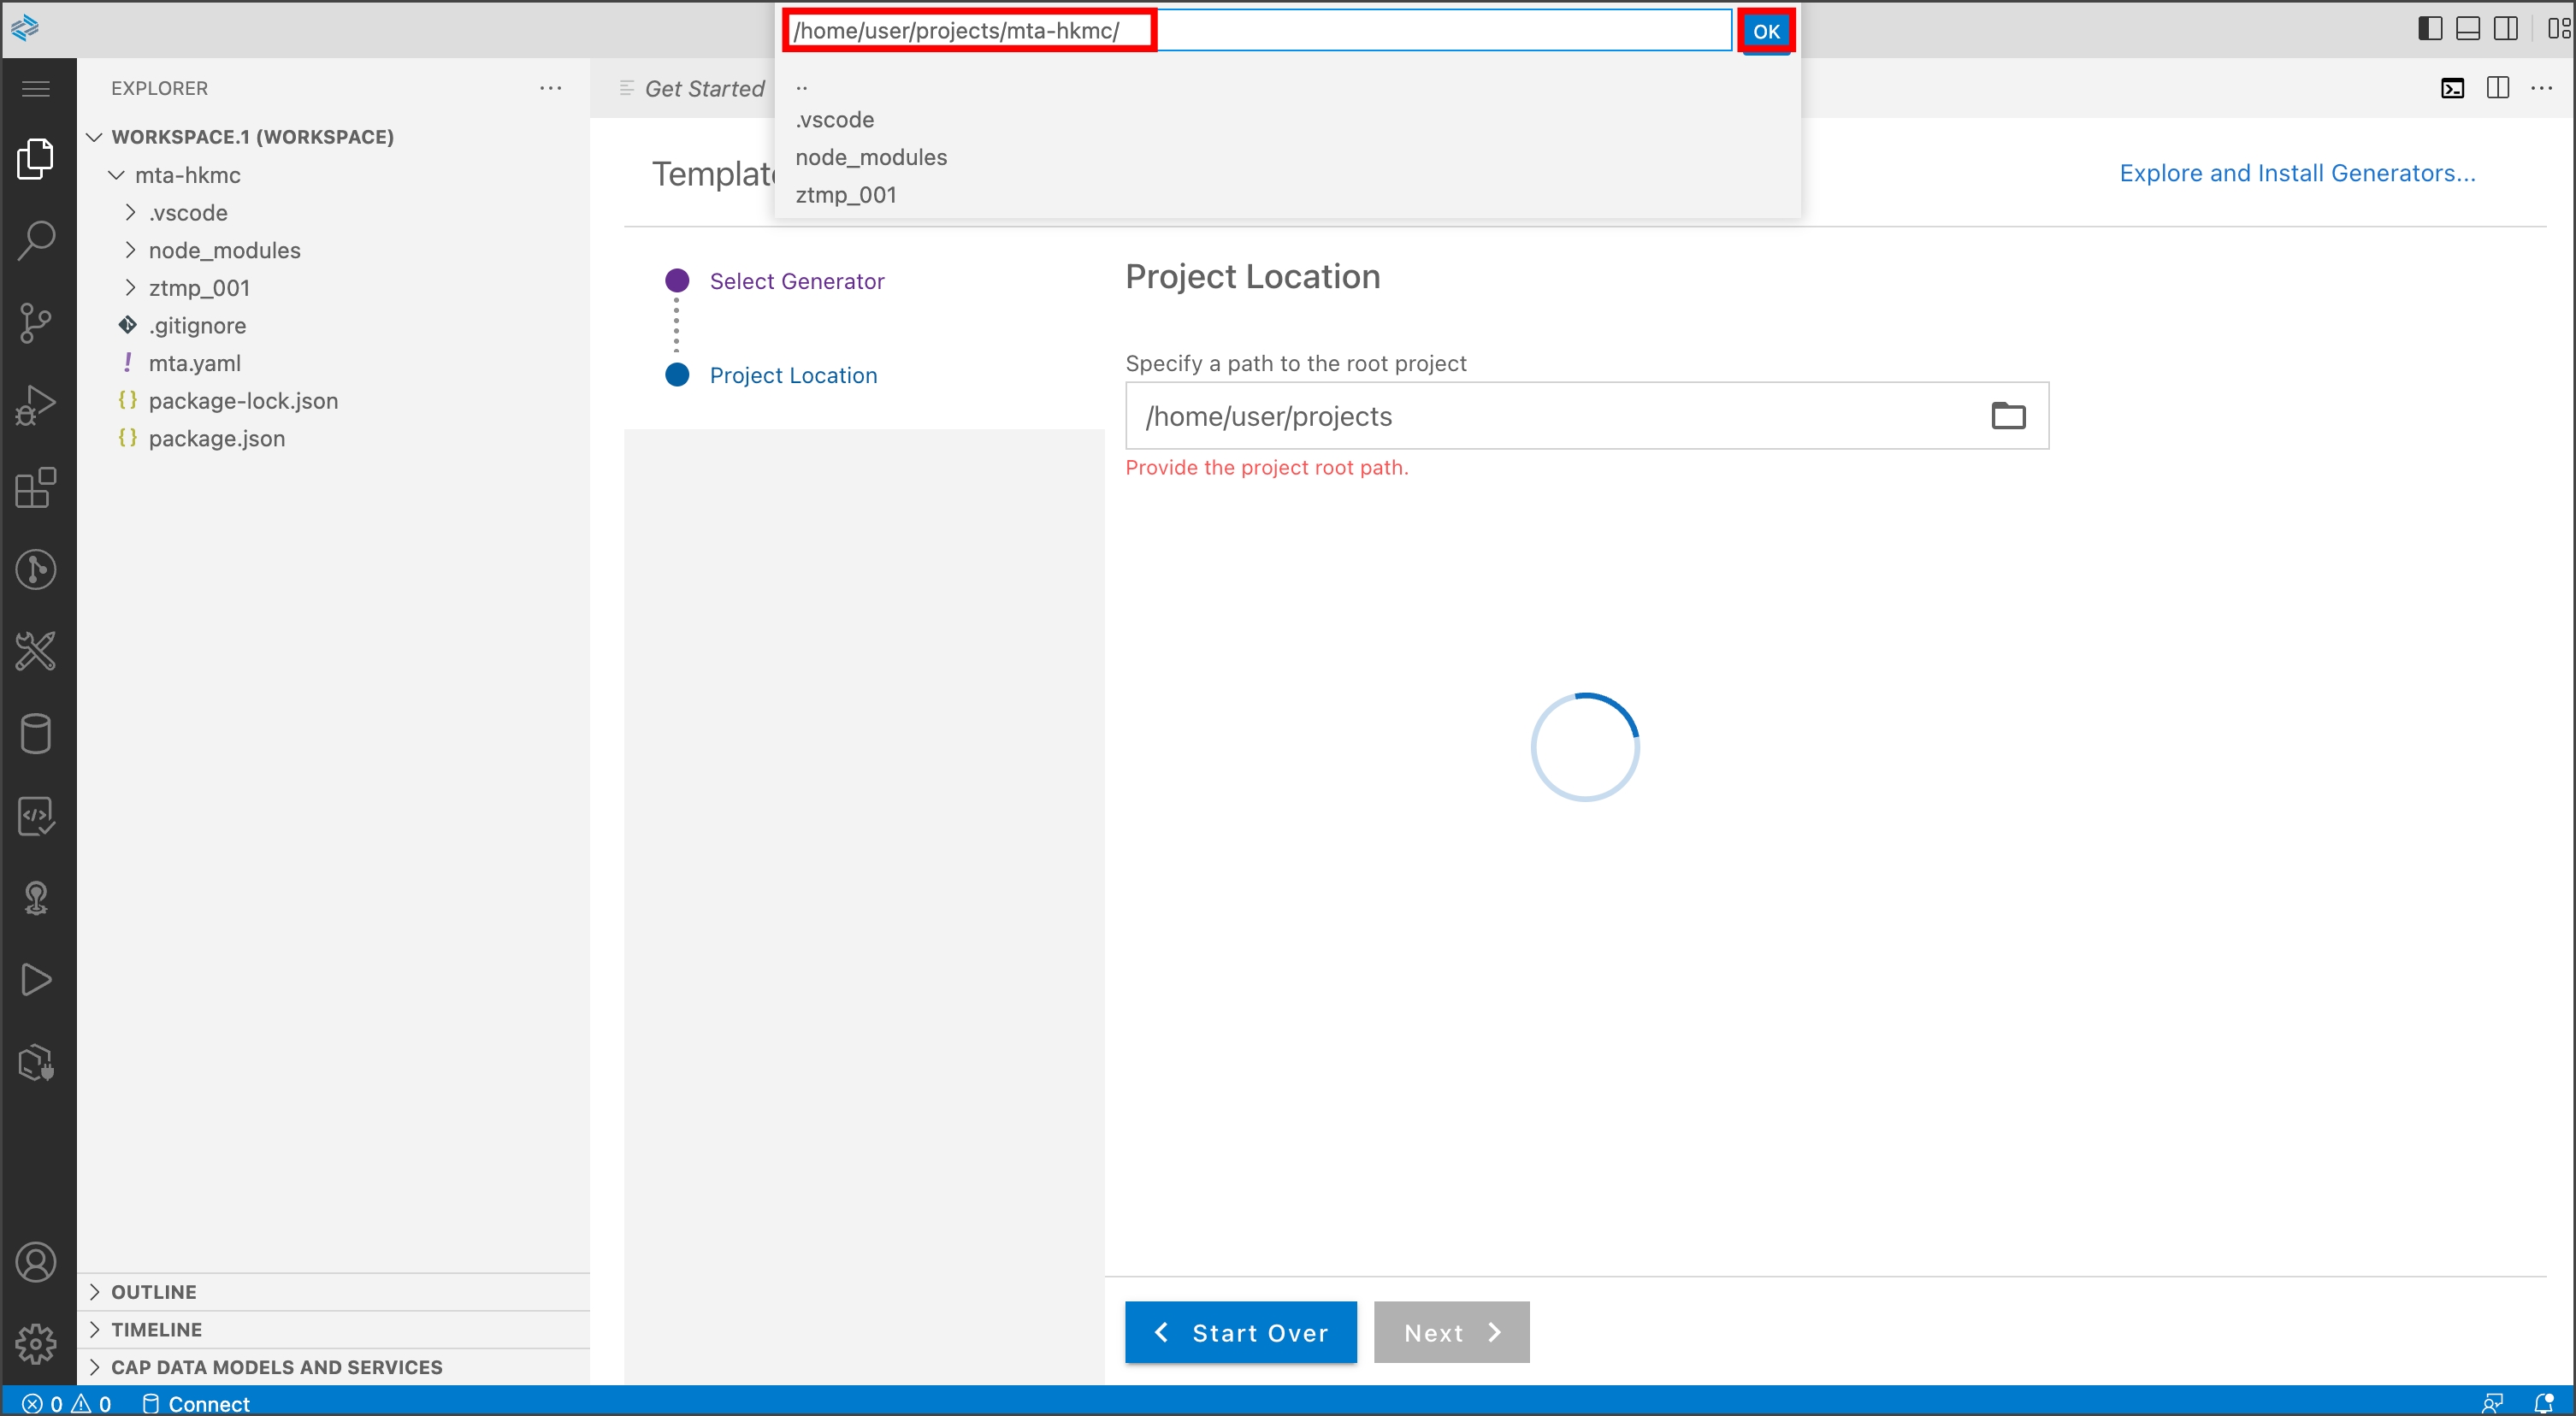 /home/user/projects/mta-hkmc/
OK
..
.vscode
node_modules
ztmp_001
EXPLORER
WORKSPACE.1 (WORKSPACE)
mta-hkmc
.vscode
node_modules
ztmp_001
.gitignore
! mta.yaml
{} package-lock.json
{} package.json
OUTLINE
TIMELINE
CAP DATA MODELS AND SERVICES
Get Started
Explore and Install Generators...
Select Generator
Project Location
Project Location
Specify a path to the root project
/home/user/projects
Provide the project root path.
Start Over
Next
0 0 Connect